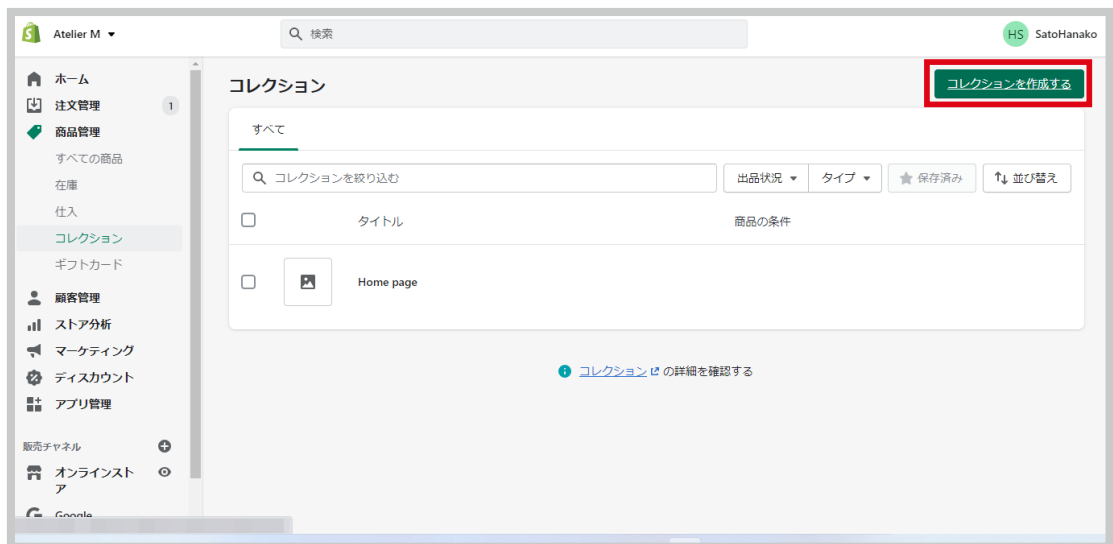 Atelier M
検索
HS SatoHanako
ホーム
注文管理 1
商品管理
すべての商品
在庫
仕入
コレクション
ギフトカード
顧客管理
ストア分析
マーケティング
ディスカウント
アプリ管理
販売チャネル
オンラインスト
ア
Google
コレクション
コレクションを作成する
すべて
コレクションを絞り込む
出品状況 タイプ 保存済み 並び替え
タイトル 商品の条件
Home page
コレクション の詳細を確認する